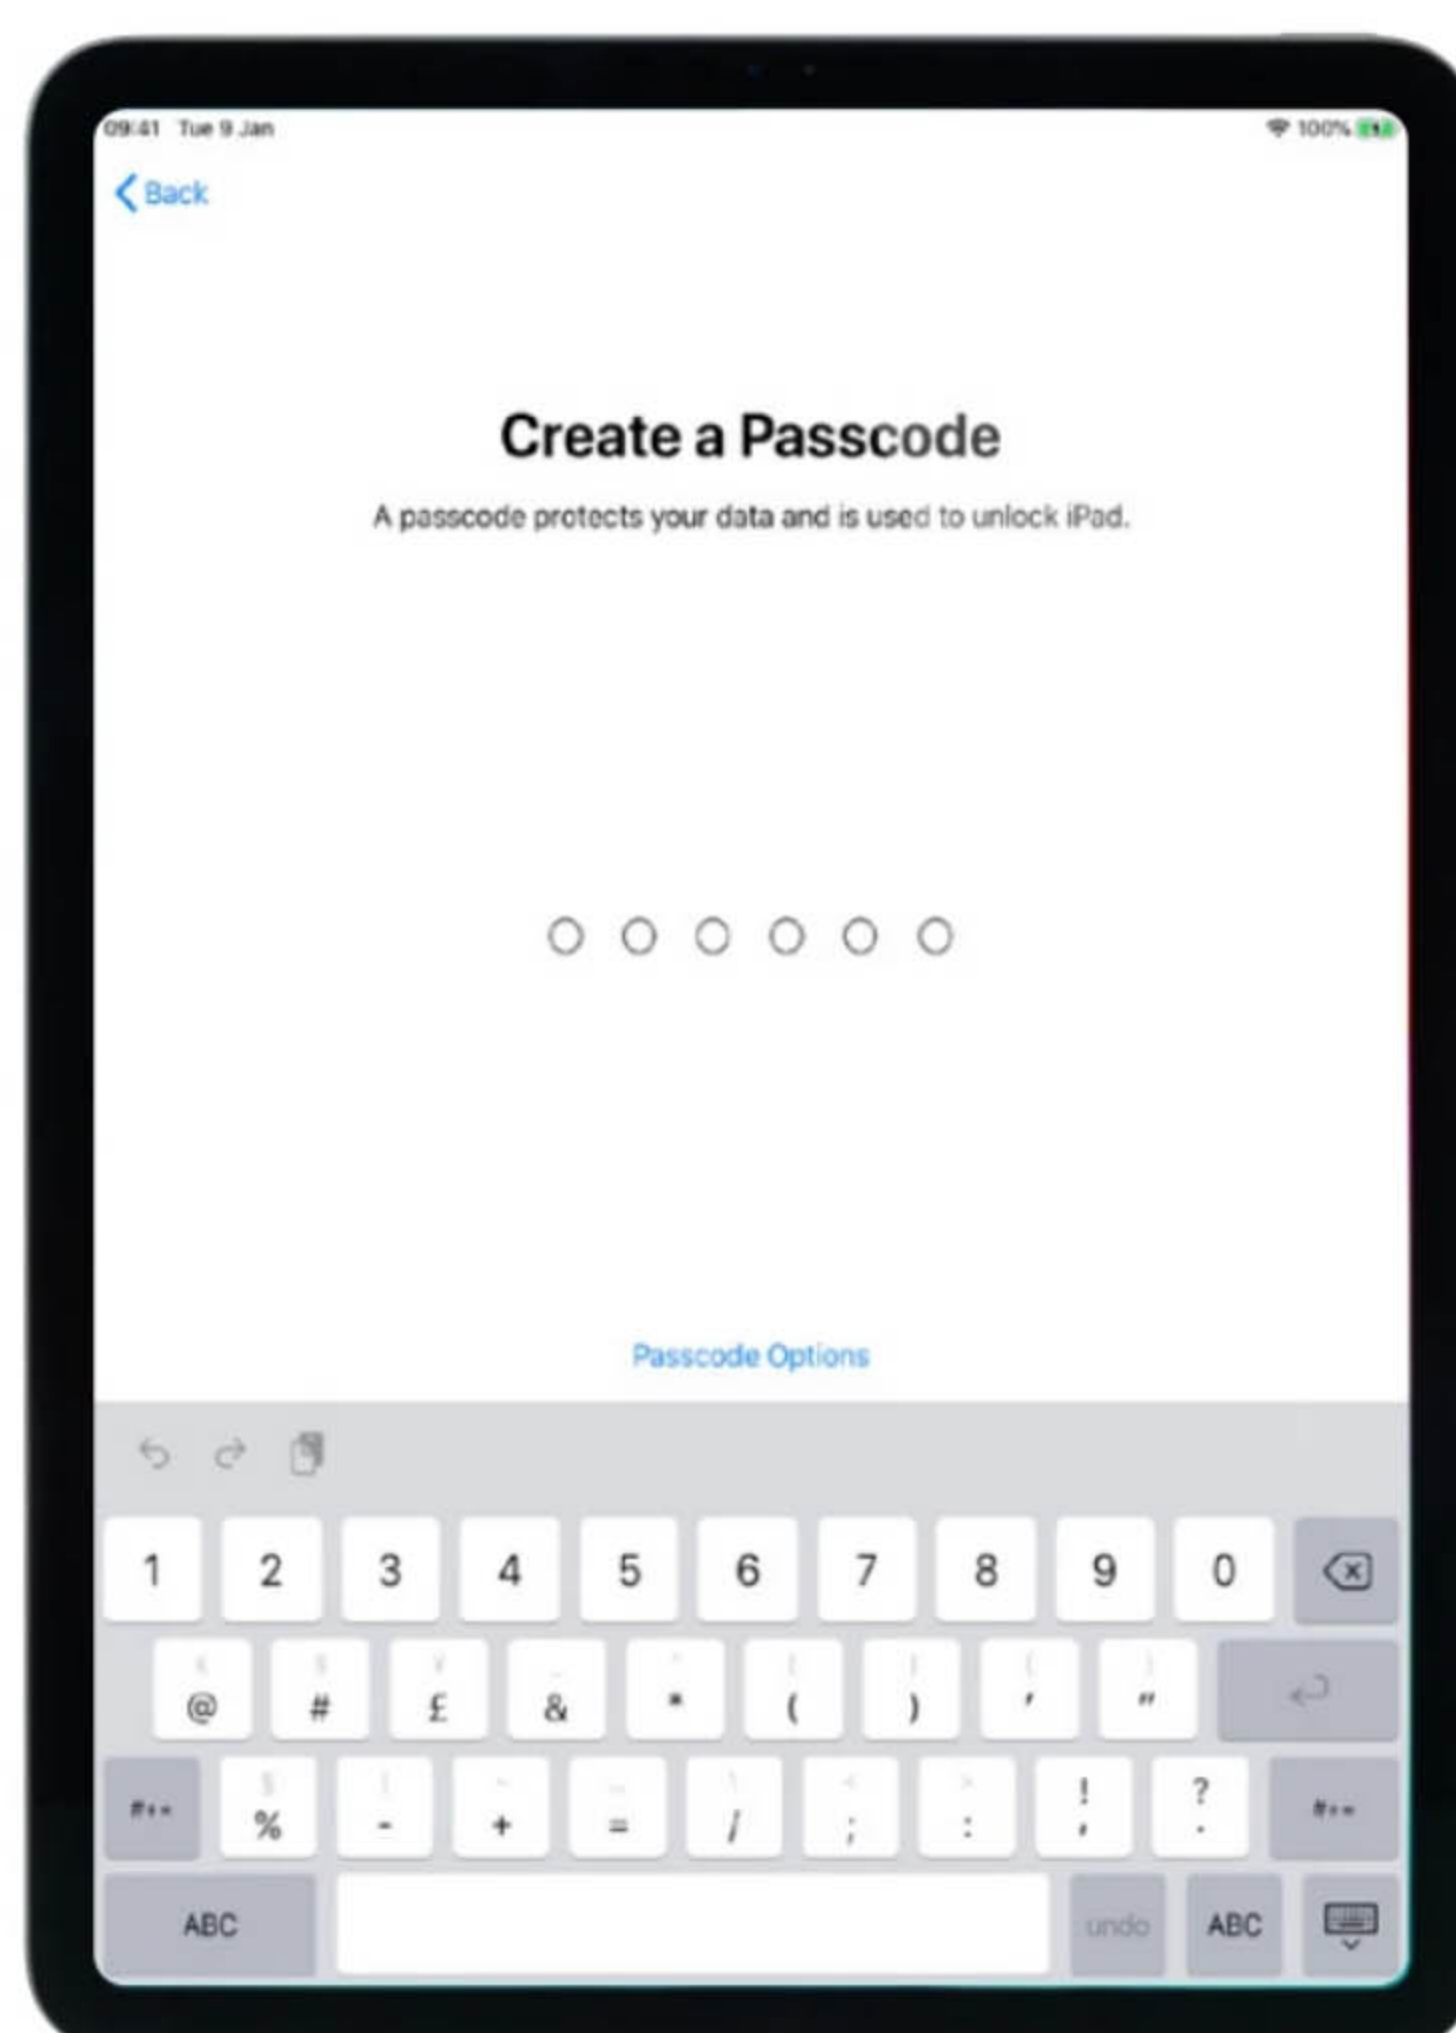 09:41 Tue 9 Jan 100%
Back
Create a Passcode
A passcode protects your data and is used to unlock iPad.
Passcode Options
1 2 3 4 5 6 7 8 9 0
@ # £ & * ( ) ' "
#+= % - + = / ; : ! , ? . #+=
ABC undo ABC